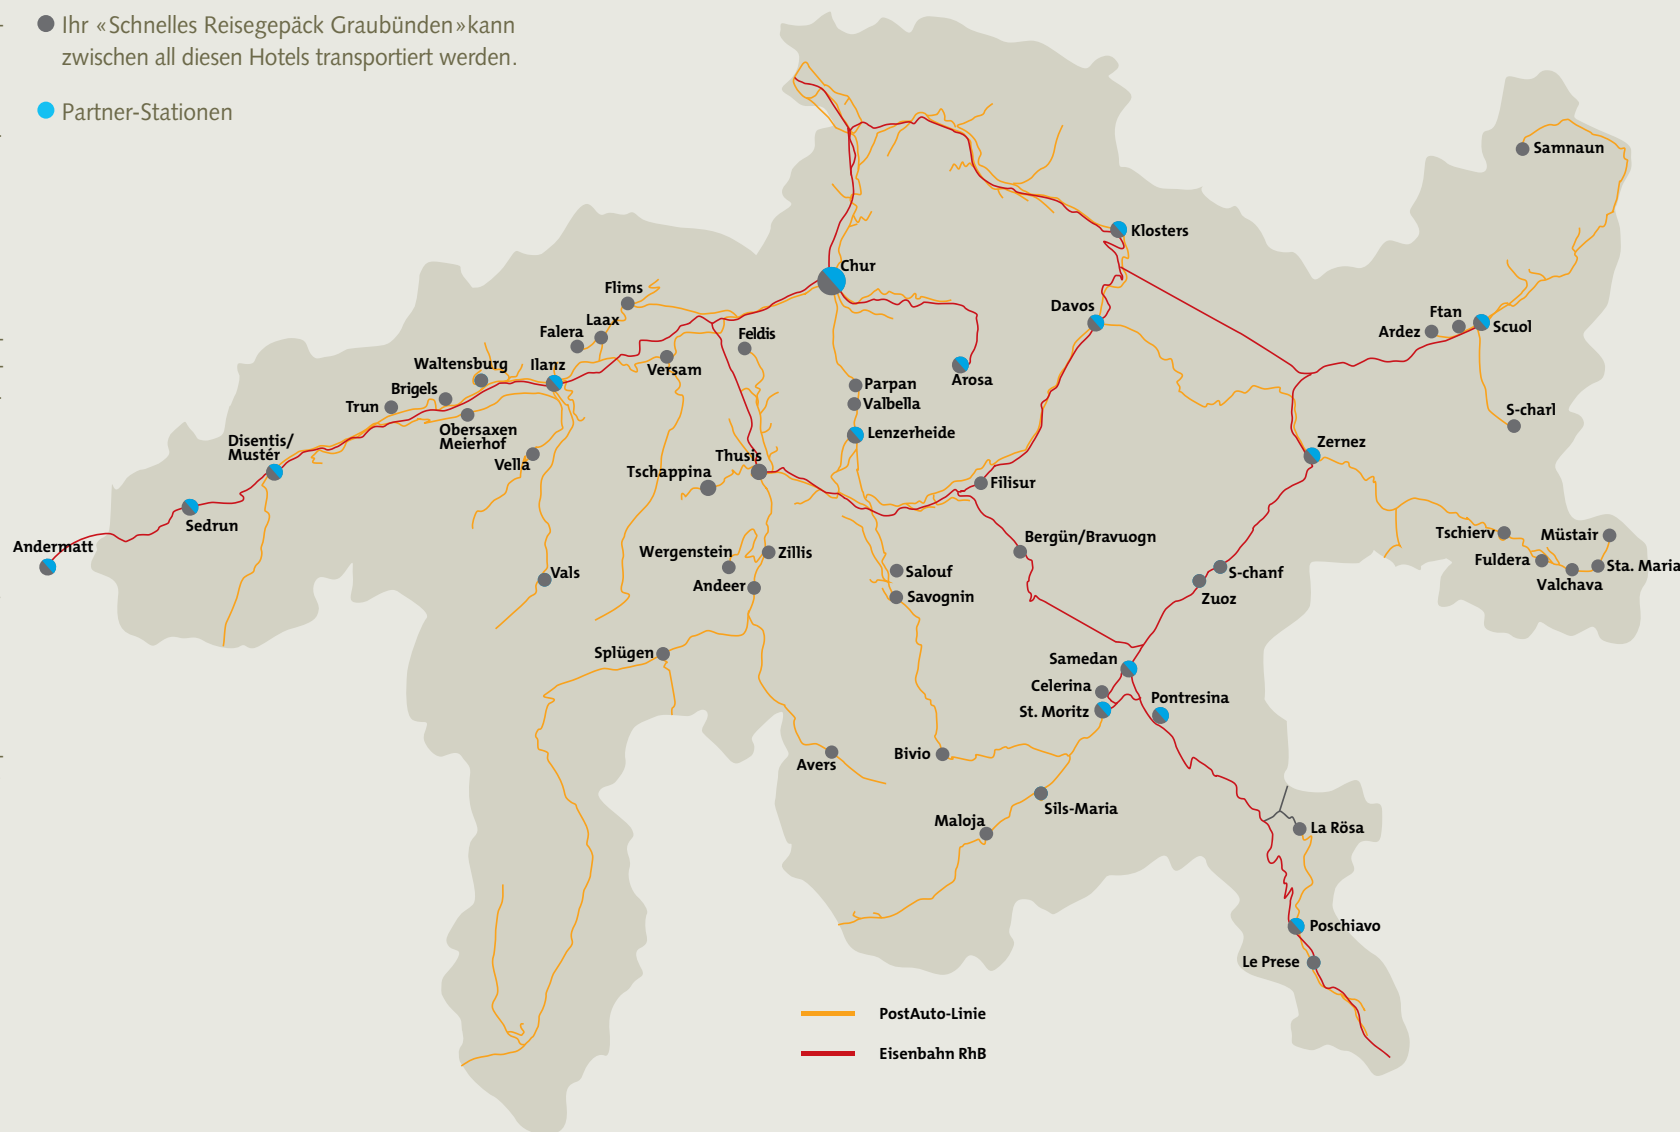 Ihr «Schnelles Reisegepäck Graubünden»kann
zwischen all diesen Hotels transportiert werden.
Partner-Stationen
Samnaun
Klosters
Chur
Flims
Laax
Falera
Davos
Ftan
Ardez
Scuol
Feldis
Waltensburg
Ilanz
Versam
Arosa
Parpan
Valbella
Brigels
Trun
S-charl
Obersaxen
Meierhof
Lenzerheide
Disentis/
Mustér
Zernez
Vella
Thusis
Tschappina
Filisur
Sedrun
Tschierv
Müstair
Bergün/Bravuogn
Andermatt
Wergenstein
Zillis
Fuldera
Sta. Maria
Valchava
Vals
Salouf
S-chanf
Andeer
Savognin
Zuoz
Splügen
Samedan
Celerina
Pontresina
St. Moritz
Bivio
Avers
Sils-Maria
Maloja
La Rösa
Poschiavo
Le Prese
PostAuto-Linie
Eisenbahn RhB